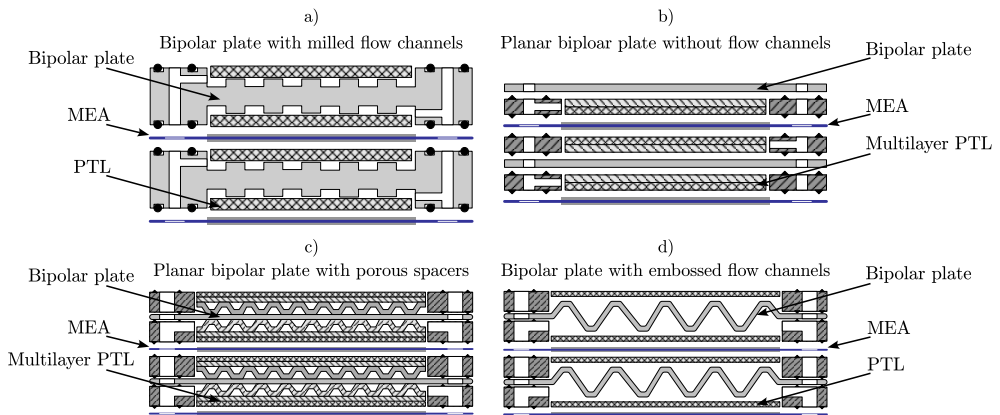 a)
Bipolar plate with milled flow channels
Bipolar plate
MEA
PTL
b)
Planar biploar plate without flow channels
Bipolar plate
MEA
Multilayer PTL
c)
Planar bipolar plate with porous spacers
Bipolar plate
MEA
Multilayer PTL
d)
Bipolar plate with embossed flow channels
Bipolar plate
MEA
PTL